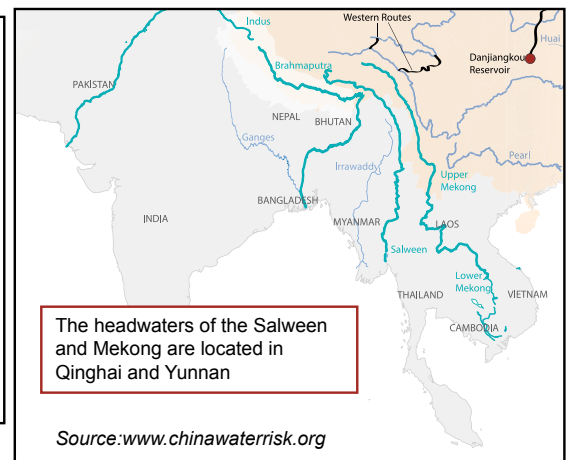 Western Routes
Indus
Huai
Danjiangkou
Reservoir
Brahmaputra
PAKISTAN
NEPAL
BHUTAN
Ganges
Irrawaddy
Pearl
Upper
Mekong
BANGLADESH
INDIA
MYANMAR
LAOS
Salween
Lower
Mekong
THAILAND
VIETNAM
CAMBODIA
The headwaters of the Salween
and Mekong are located in
Qinghai and Yunnan
Source:www.chinawaterrisk.org